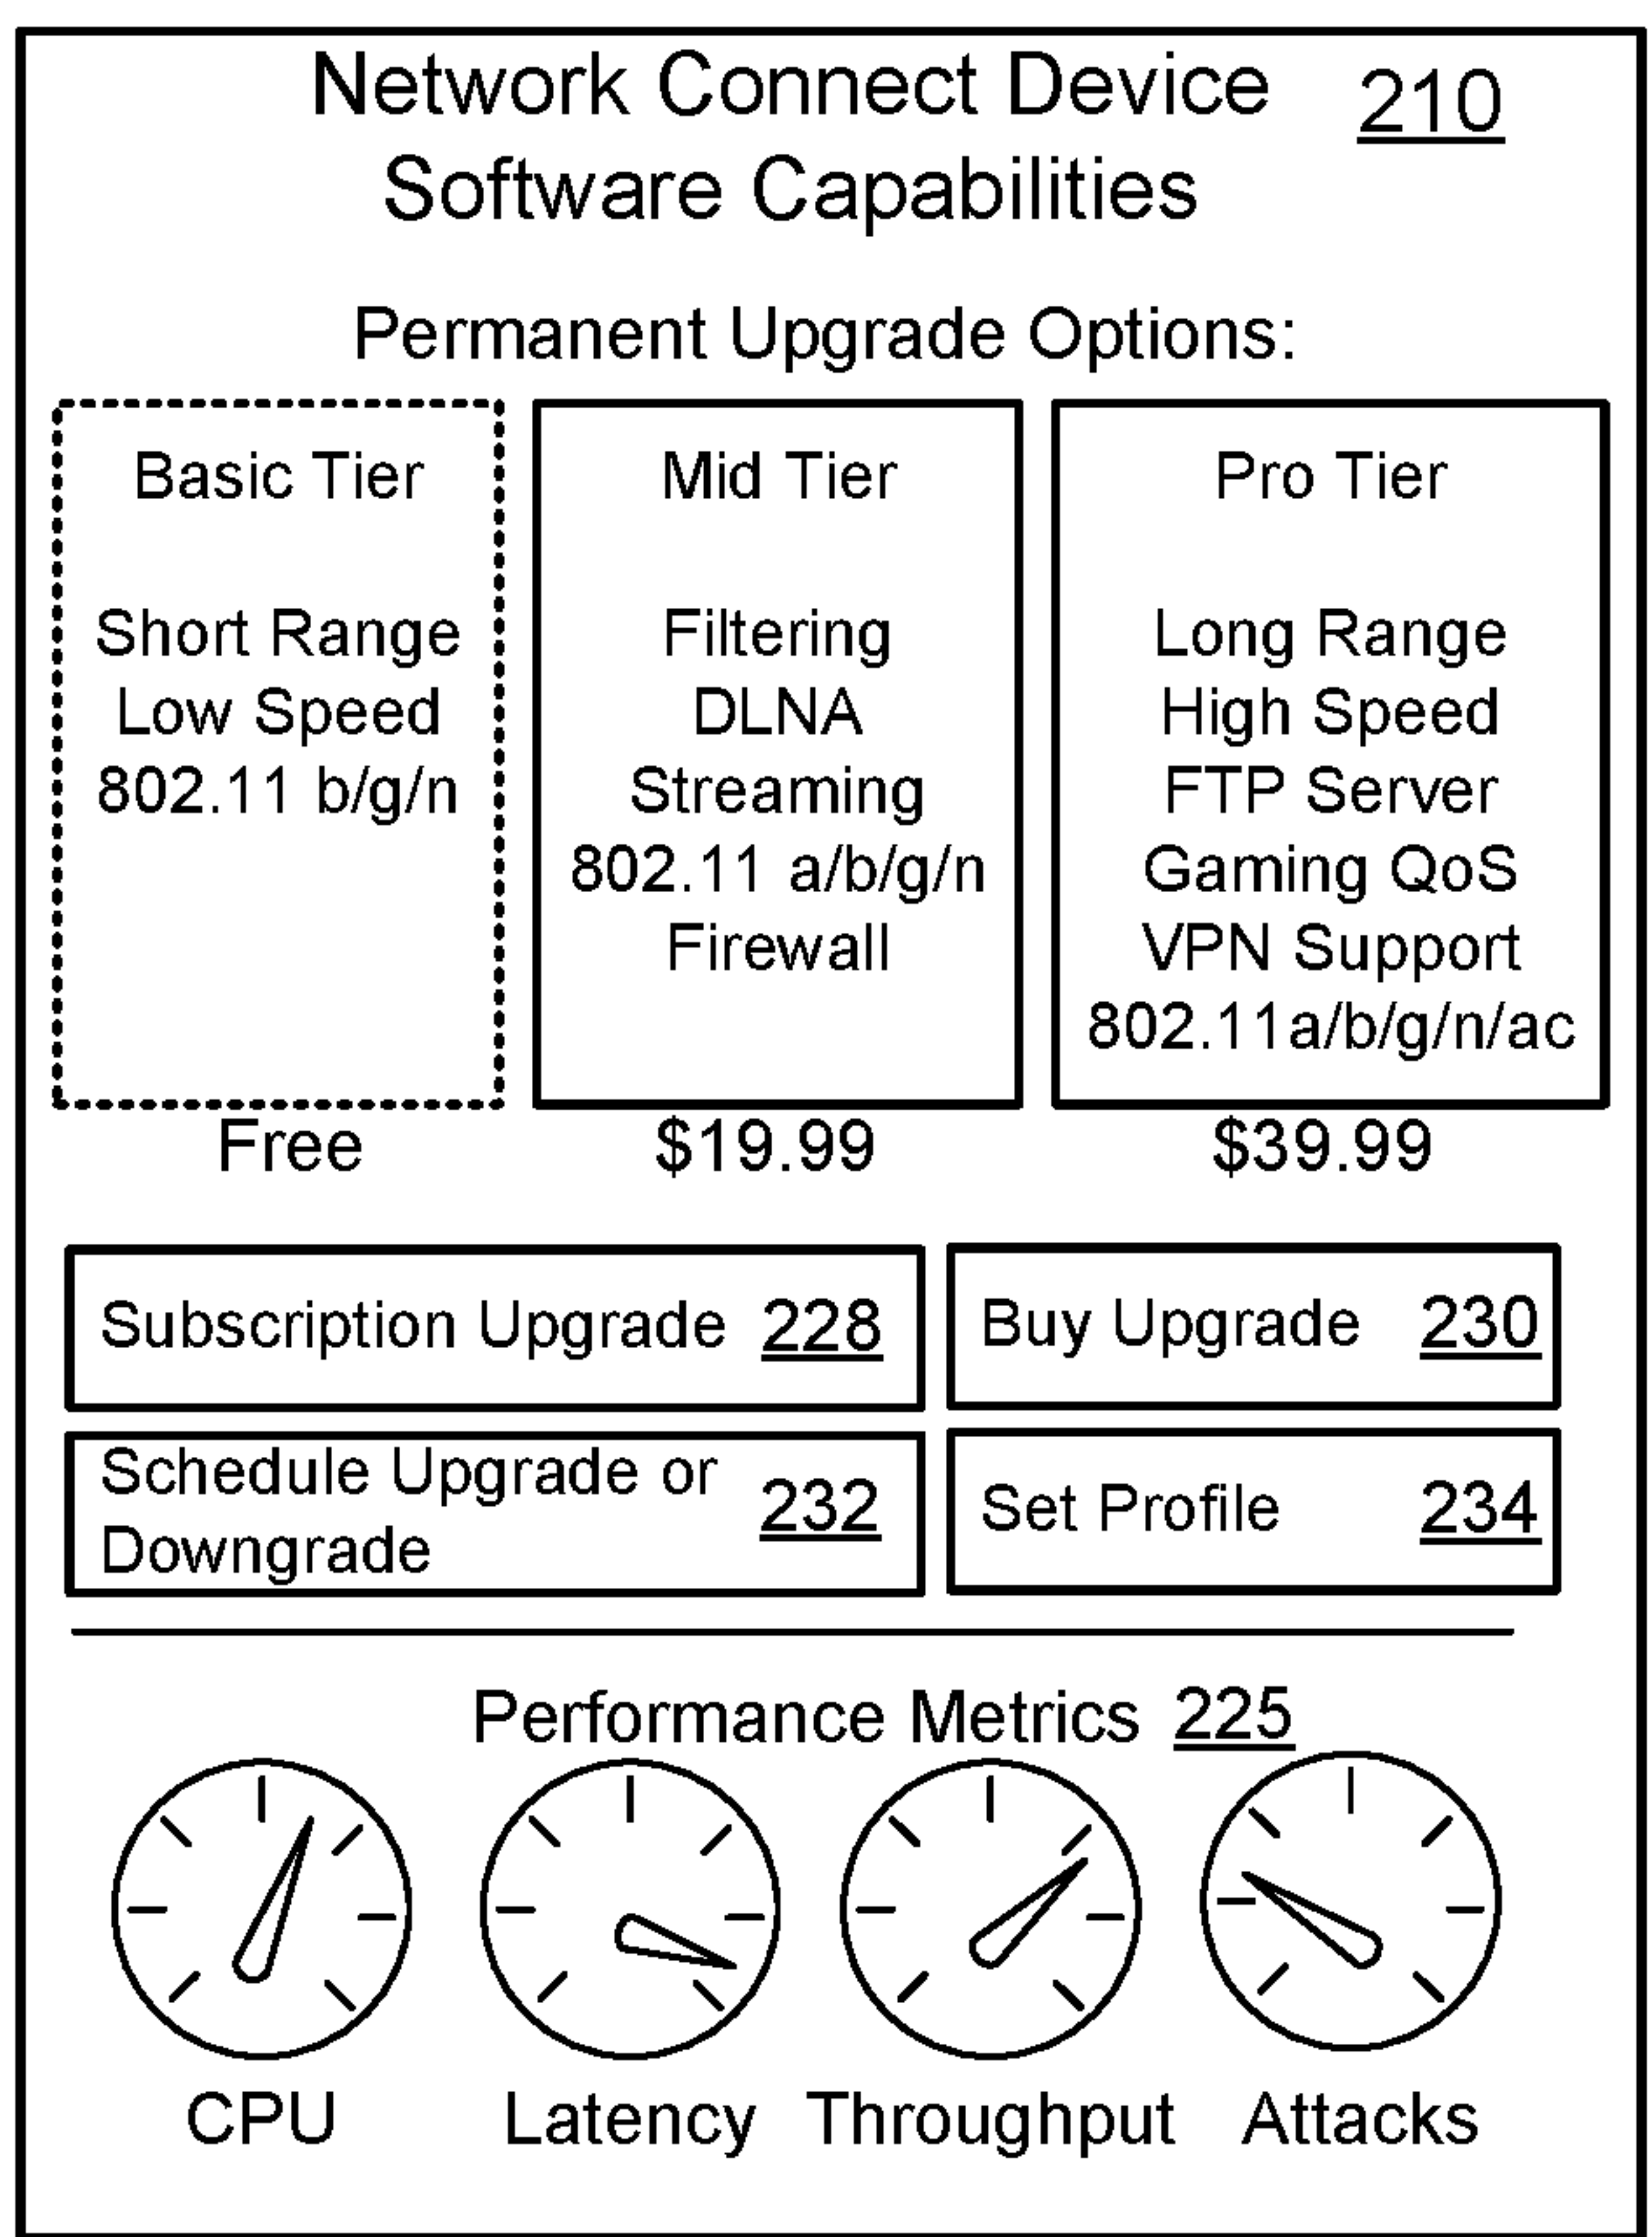 Network Connect Device 210
Software Capabilities
Permanent Upgrade Options:
Basic Tier
Short Range
Low Speed
802.11 b/g/n
Free
Mid Tier
Filtering
DLNA
Streaming
802.11 a/b/g/n
Firewall
$19.99
Pro Tier
Long Range
High Speed
FTP Server
Gaming QoS
VPN Support
802.11a/b/g/n/ac
$39.99
Subscription Upgrade 228
Buy Upgrade 230
Schedule Upgrade or
Downgrade 232
Set Profile 234
Performance Metrics 225
CPU
Latency
Throughput
Attacks